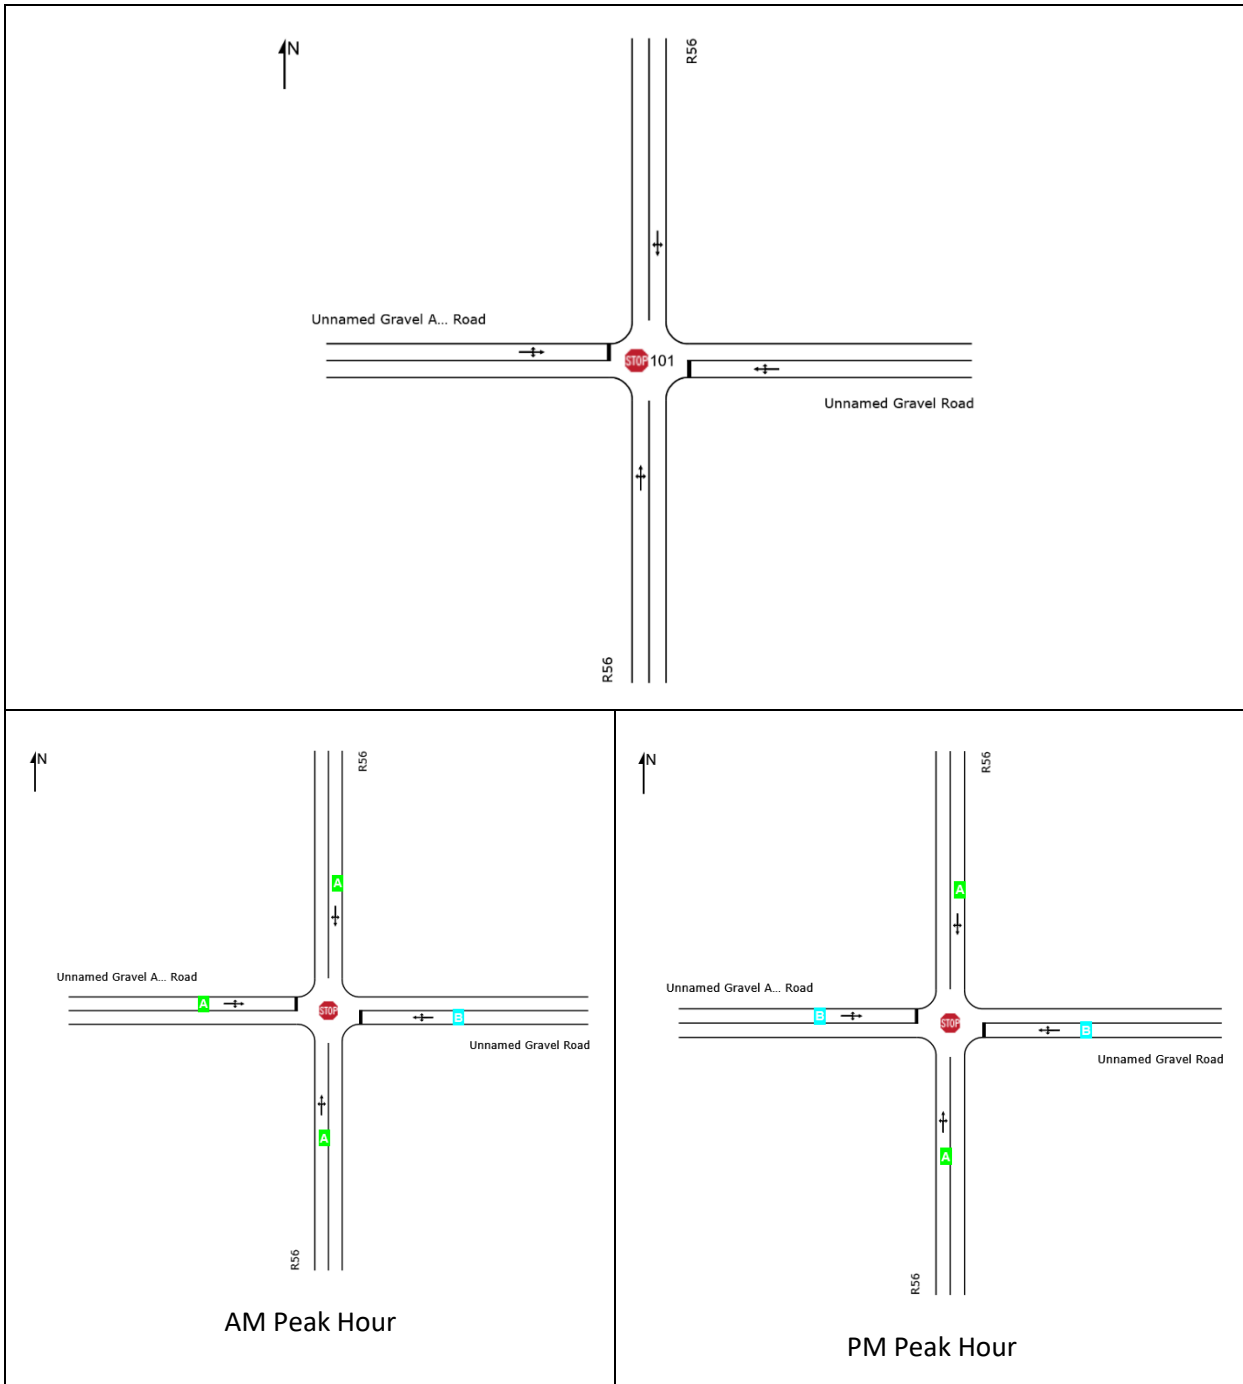 N
R56
Unnamed Gravel A... Road
STOP 101
Unnamed Gravel Road
R56
N
R56
A
Unnamed Gravel A... Road
A
STOP
B
Unnamed Gravel Road
A
R56
AM Peak Hour
N
R56
A
Unnamed Gravel A... Road
B
STOP
B
Unnamed Gravel Road
A
R56
PM Peak Hour